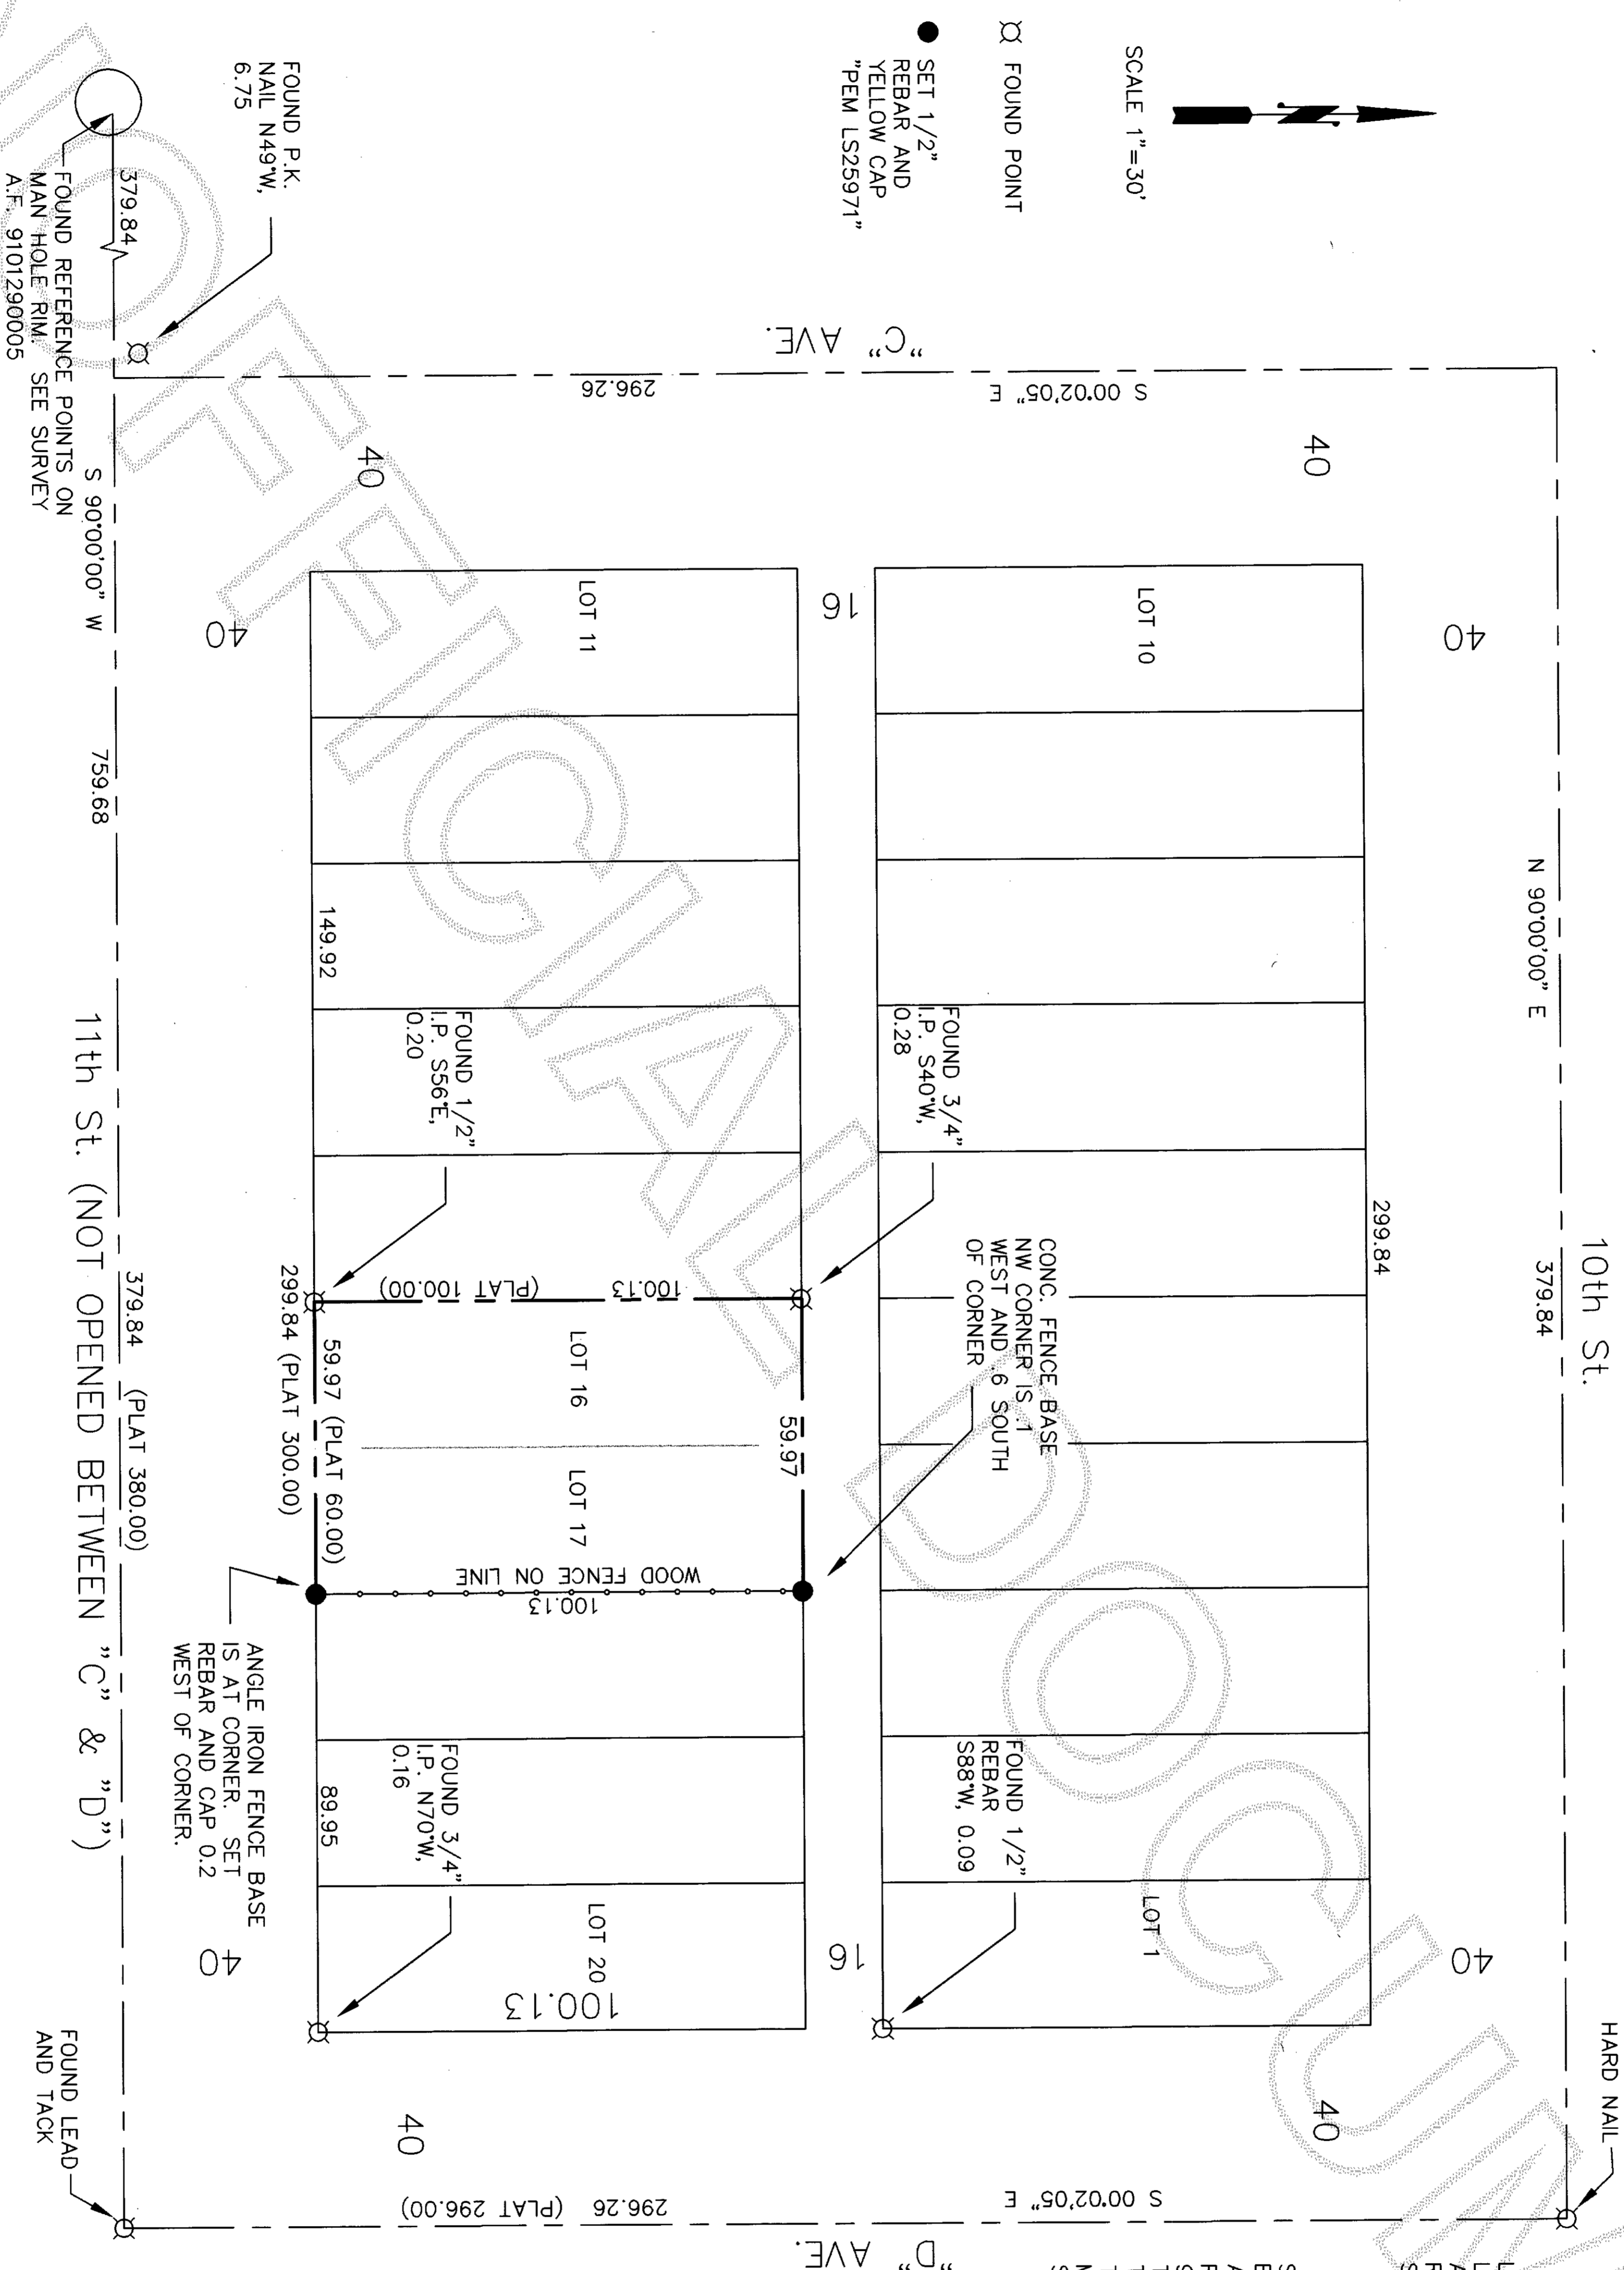 SCALE 1"=30'
FOUND POINT
SET 1/2"
REBAR AND
YELLOW CAP
"PEM LS25971"
10th St.
N 90°00'00" E
379.84
HARD NAIL
299.84
40
40
40
40
"C" AVE.
S 00°02'05" E
296.26
LOT 10
LOT 1
FOUND 3/4"
I.P. S40°W,
0.28
CONC. FENCE BASE
NW CORNER IS .1
WEST AND .6 SOUTH
OF CORNER
FOUND 1/2"
REBAR
S88°W, 0.09
16
16
LOT 11
59.97
LOT 16
LOT 17
LOT 20
100.13
(PLAT 100.00)
WOOD FENCE ON LINE
100.13
100.13
FOUND 1/2"
I.P. S56°E,
0.20
FOUND 3/4"
I.P. N70°W,
0.16
149.92
59.97 (PLAT 60.00)
89.95
299.84 (PLAT 300.00)
ANGLE IRON FENCE BASE
IS AT CORNER. SET
REBAR AND CAP 0.2
WEST OF CORNER.
40
40
40
40
"D" AVE.
S 00°02'05" E
296.26 (PLAT 296.00)
FOUND P.K.
NAIL N49°W,
6.75
379.84
FOUND REFERENCE POINTS ON
MAN HOLE RIM. SEE SURVEY
A.F. 9101290005
S 90°00'00" W
759.68
379.84 (PLAT 380.00)
11th St. (NOT OPENED BETWEEN "C" & "D")
FOUND LEAD
AND TACK